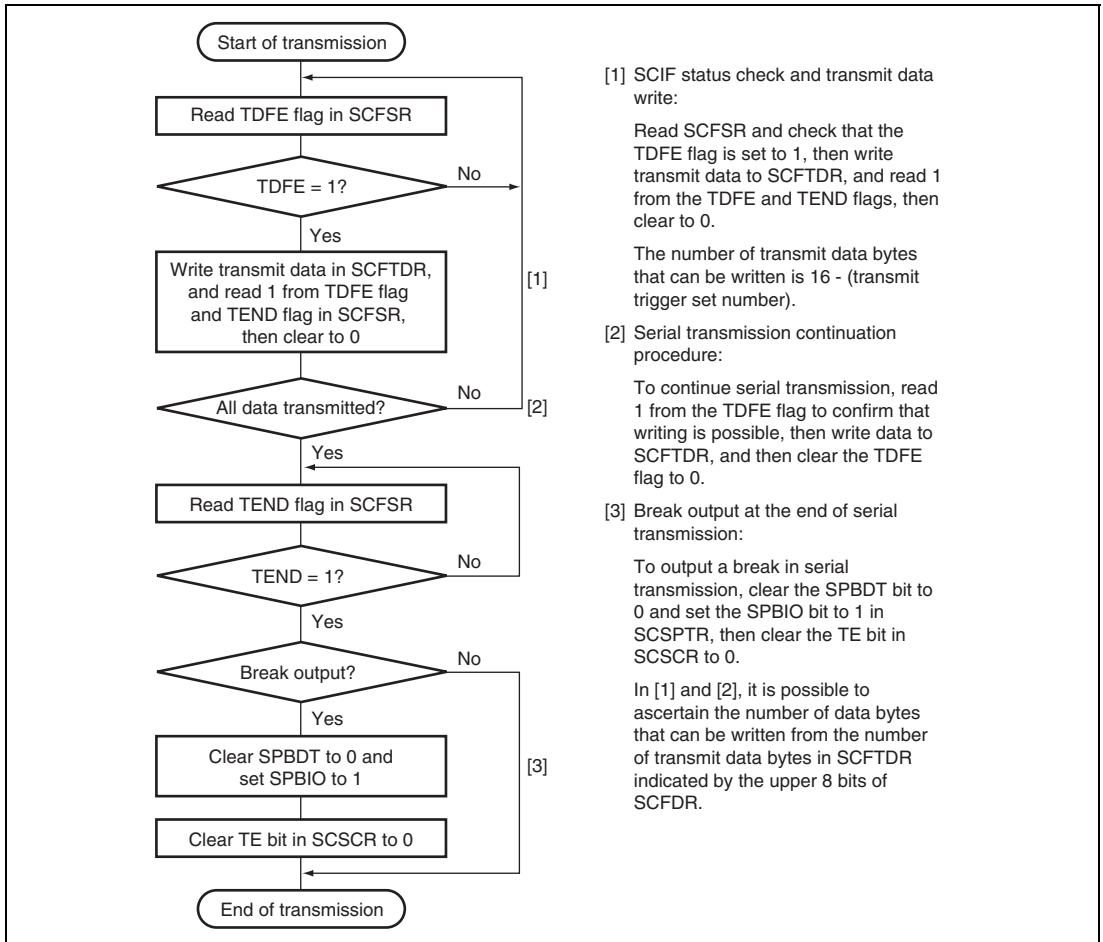 Start of transmission
Read TDFE flag in SCFSR
TDFE = 1?
No
Yes
Write transmit data in SCFTDR,
and read 1 from TDFE flag
and TEND flag in SCFSR,
then clear to 0
[1]
All data transmitted?
No
[2]
Yes
Read TEND flag in SCFSR
TEND = 1?
No
Yes
Break output?
No
Yes
Clear SPBDT to 0 and
set SPBIO to 1
[3]
Clear TE bit in SCSCR to 0
End of transmission
[1] SCIF status check and transmit data
write:
Read SCFSR and check that the
TDFE flag is set to 1, then write
transmit data to SCFTDR, and read 1
from the TDFE and TEND flags, then
clear to 0.
The number of transmit data bytes
that can be written is 16 - (transmit
trigger set number).
[2] Serial transmission continuation
procedure:
To continue serial transmission, read
1 from the TDFE flag to confirm that
writing is possible, then write data to
SCFTDR, and then clear the TDFE
flag to 0.
[3] Break output at the end of serial
transmission:
To output a break in serial
transmission, clear the SPBDT bit to
0 and set the SPBIO bit to 1 in
SCSPTR, then clear the TE bit in
SCSCR to 0.
In [1] and [2], it is possible to
ascertain the number of data bytes
that can be written from the number
of transmit data bytes in SCFTDR
indicated by the upper 8 bits of
SCFDR.